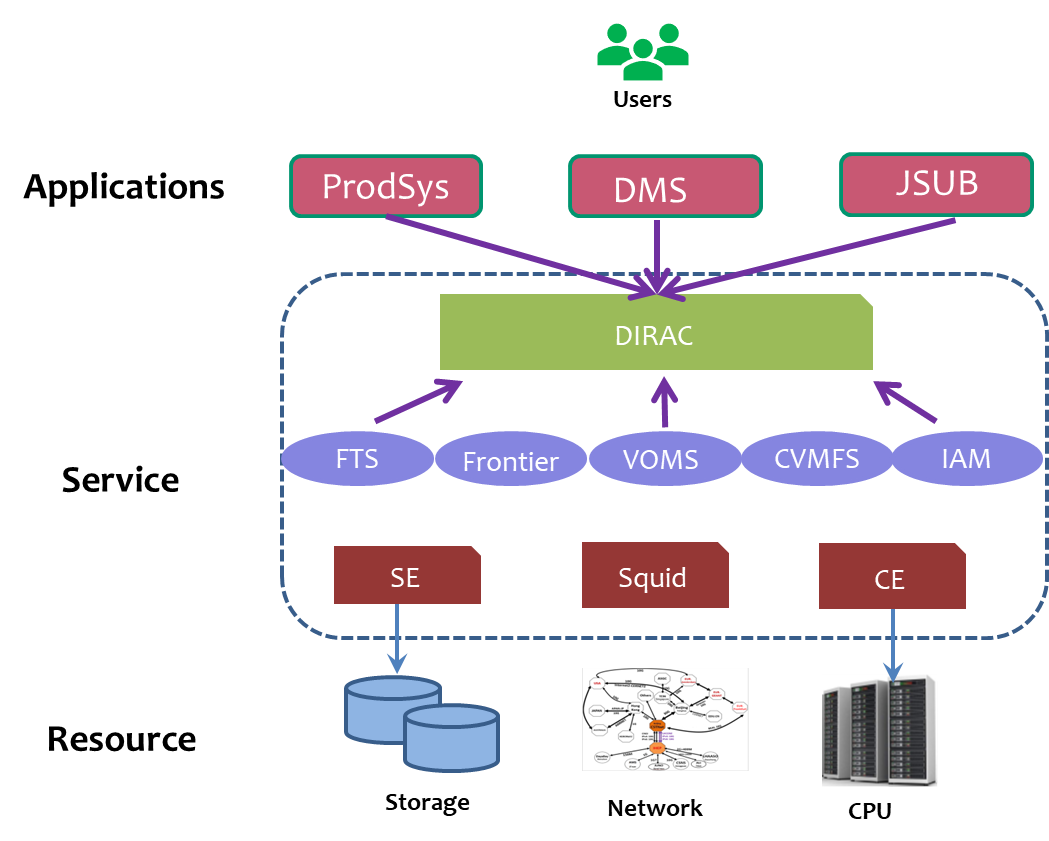 Users
Applications
ProdSys
DMS
JSUB
DIRAC
Service
FTS
Frontier
VOMS
CVMFS
IAM
SE
Squid
CE
Resource
Storage
Network
CPU